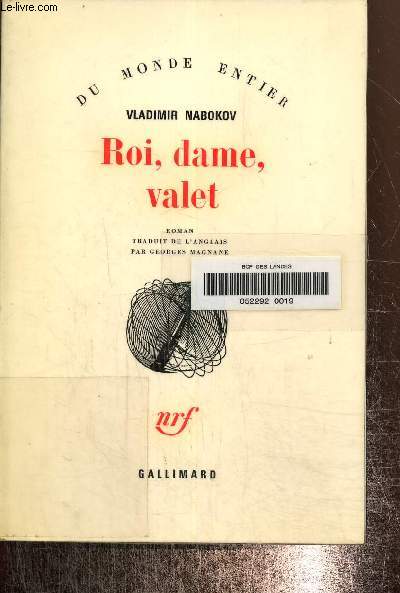 www.le-livre.com
DU MONDE ENTIER
VLADIMIR NABOKOV
Roi, dame,
valet
ROMAN
TRADUIT DE L'ANGLAIS
PAR GEORGES MAGNANE
BCP DES LANDES
052292 0019
nrf
GALLIMARD